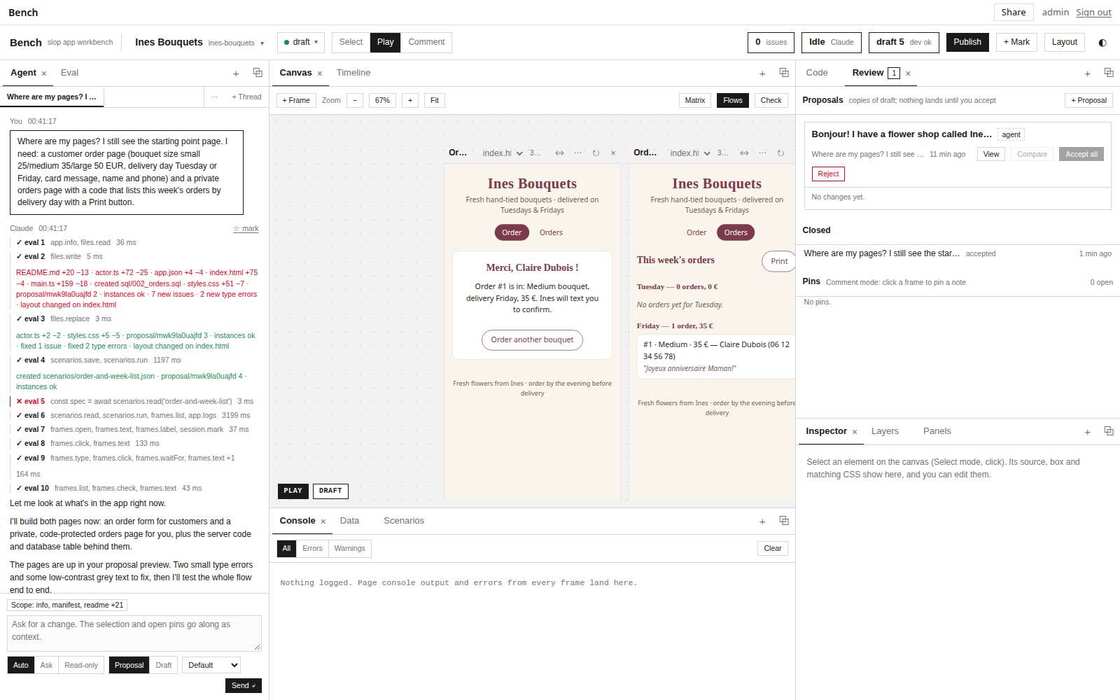 Bench
Share admin Sign out
Bench slop app workbench Ines Bouquets ines-bouquets draft Select Play Comment 0 issues Idle Claude draft 5 dev ok Publish + Mark Layout
Agent × Eval +
Where are my pages? I … ··· + Thread
You 00:41:17
Where are my pages? I still see the starting point page. I
need: a customer order page (bouquet size small
25/medium 35/large 50 EUR, delivery day Tuesday or
Friday, card message, name and phone) and a private
orders page with a code that lists this week's orders by
delivery day with a Print button.
Claude 00:41:17 ☆ mark
✓ eval 1 app.info, files.read 36 ms
✓ eval 2 files.write 5 ms
README.md +20 −13 · actor.ts +72 −25 · app.json +4 −4 · index.html +75
−4 · main.ts +159 −18 · created sql/002_orders.sql · styles.css +51 −7 ·
proposal/mwk9la0uajfd 2 · instances ok · 7 new issues · 2 new type errors
· layout changed on index.html
✓ eval 3 files.replace 3 ms
actor.ts +2 −2 · styles.css +5 −5 · proposal/mwk9la0uajfd 3 · instances ok
· fixed 1 issue · fixed 2 type errors · layout changed on index.html
✓ eval 4 scenarios.save, scenarios.run 1197 ms
created scenarios/order-and-week-list.json · proposal/mwk9la0uajfd 4 ·
instances ok
✕ eval 5 const spec = await scenarios.read('order-and-week-list') 3 ms
✓ eval 6 scenarios.read, scenarios.run, frames.list, app.logs 3199 ms
✓ eval 7 frames.open, frames.text, frames.label, session.mark 37 ms
✓ eval 8 frames.click, frames.text 133 ms
✓ eval 9 frames.type, frames.click, frames.waitFor, frames.text +1
164 ms
✓ eval 10 frames.list, frames.check, frames.text 43 ms
Let me look at what's in the app right now.
I'll build both pages now: an order form for customers and a
private, code-protected orders page for you, plus the server code
and database table behind them.
The pages are up in your proposal preview. Two small type errors
and some low-contrast grey text to fix, then I'll test the whole flow
end to end.
Scope: info, manifest, readme +21
Ask for a change. The selection and open pins go along as
context.
Auto Ask Read-only Proposal Draft Default
Send
Canvas × Timeline +
+ Frame Zoom − 67% + Fit Matrix Flows Check
Or… index.ht 3… ··· ×
Ines Bouquets
Fresh hand-tied bouquets · delivered on
Tuesdays & Fridays
Order Orders
Merci, Claire Dubois !
Order #1 is in: Medium bouquet,
delivery Friday, 35 €. Ines will text you
to confirm.
Order another bouquet
Fresh flowers from Ines · order by the evening before
delivery
Ord… index.ht 3… ···
Ines Bouquets
Fresh hand-tied bouquets · delivered on
Tuesdays & Fridays
Order Orders
This week's orders Print
Tuesday — 0 orders, 0 €
No orders yet for Tuesday.
Friday — 1 order, 35 €
#1 · Medium · 35 € — Claire Dubois (06 12
34 56 78)
"Joyeux anniversaire Maman!"
Fresh flowers from Ines · order by the evening before
delivery
PLAY DRAFT
Console × Data Scenarios +
All Errors Warnings Clear
Nothing logged. Page console output and errors from every frame land here.
Code Review 1 × +
Proposals copies of draft; nothing lands until you accept + Proposal
Bonjour! I have a flower shop called Ine… agent
Where are my pages? I still see … 11 min ago View Compare Accept all
Reject
No changes yet.
Closed
Where are my pages? I still see the star… accepted 1 min ago
Pins Comment mode: click a frame to pin a note 0 open
No pins.
Inspector × Layers Panels +
Select an element on the canvas (Select mode, click). Its source, box and
matching CSS show here, and you can edit them.